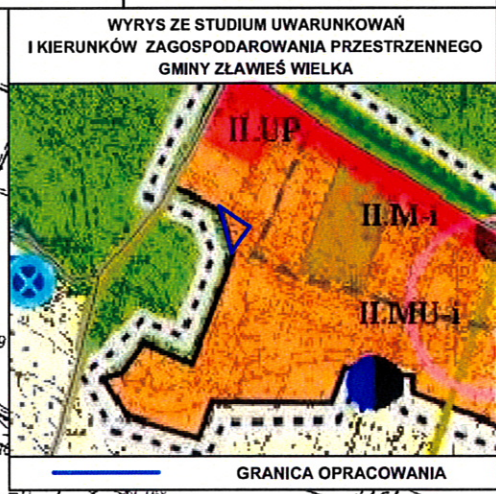 WYRYS ZE STUDIUM UWARUNKOWAŃ
I KIERUNKÓW ZAGOSPODAROWANIA PRZESTRZENNEGO
GMINY ZŁAWIEŚ WIELKA
II.UP
II.M-i
II.MU-i
GRANICA OPRACOWANIA